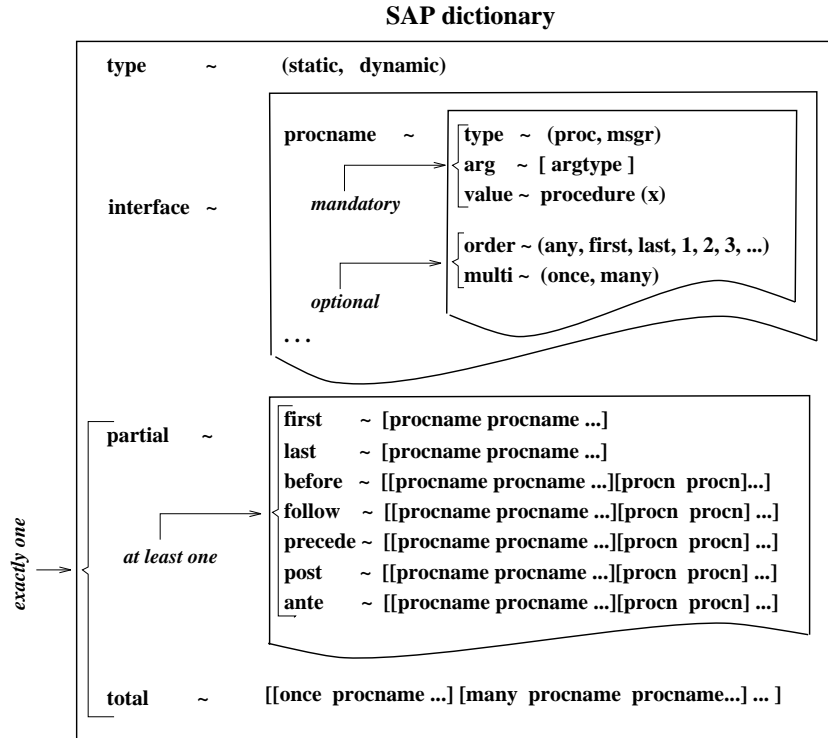 SAP dictionary
type ~ (static, dynamic)
procname ~ type ~ (proc, msgr)
arg ~ [ argtype ]
mandatory value ~ procedure (x)
interface ~
order ~ (any, first, last, 1, 2, 3, ...)
multi ~ (once, many)
optional
. . .
first ~ [procname procname ...]
partial ~
last ~ [procname procname ...]
before ~ [[procname procname ...][procn procn]...]
follow ~ [[procname procname ...][procn procn] ...]
exactly one
precede ~ [[procname procname ...][procn procn] ...]
at least one
post ~ [[procname procname ...][procn procn] ...]
ante ~ [[procname procname ...][procn procn] ...]
total ~ [[once procname ...] [many procname procname...] ... ]